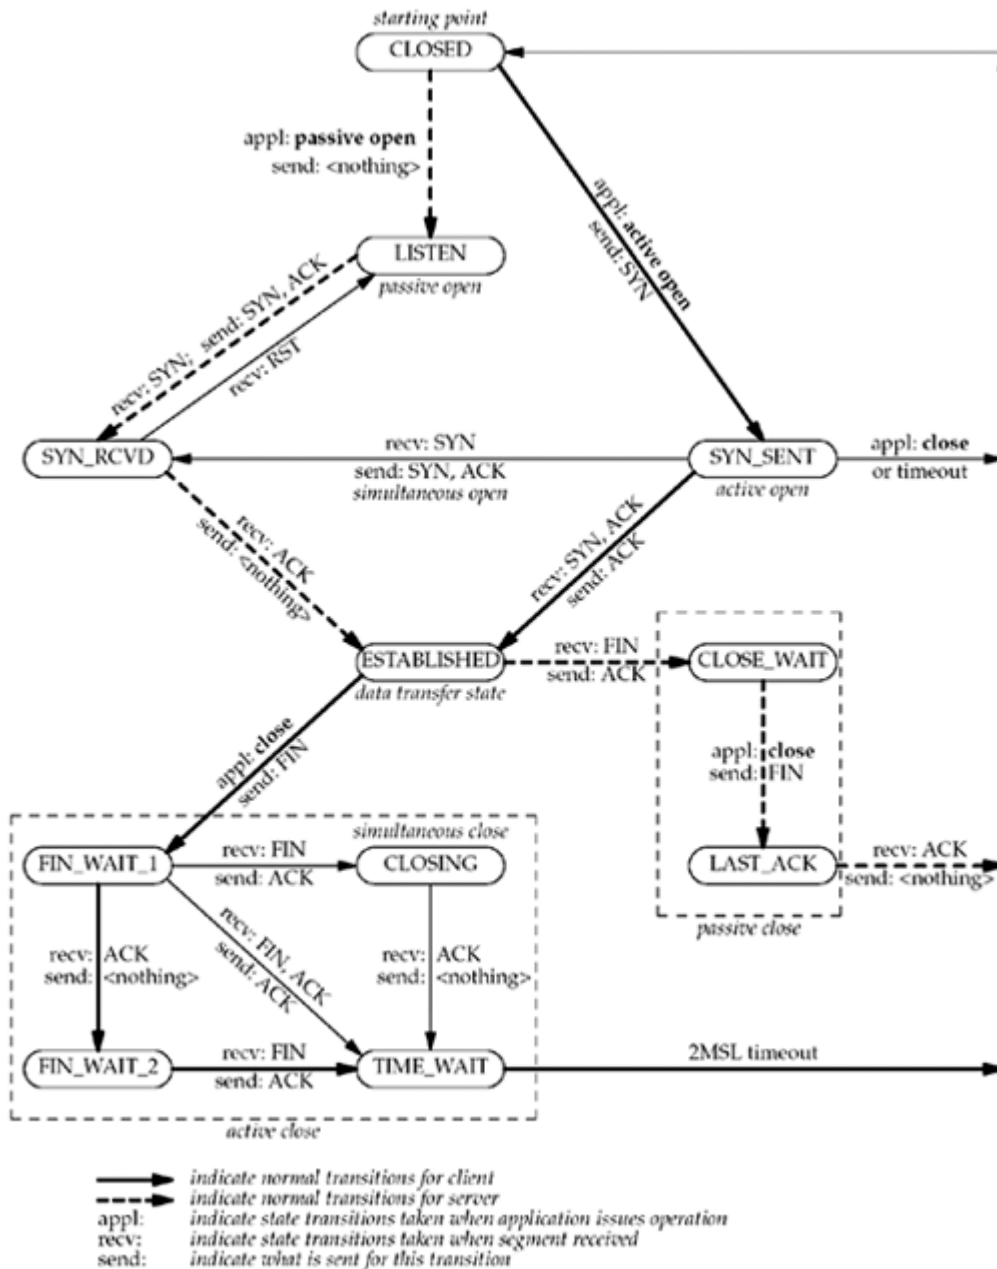 starting point
CLOSED
appl: passive open
send: <nothing>
appl: active open
send: SYN
LISTEN
passive open
recv: SYN; send: SYN, ACK
recv: RST
SYN_RCVD
recv: SYN
send: SYN, ACK
simultaneous open
SYN_SENT
active open
appl: close
or timeout
recv: ACK
send: <nothing>
recv: SYN, ACK
send: ACK
ESTABLISHED
data transfer state
recv: FIN
send: ACK
CLOSE_WAIT
appl: close
send: FIN
appl: close
send: FIN
simultaneous close
FIN_WAIT_1
recv: FIN
send: ACK
CLOSING
LAST_ACK
recv: ACK
send: <nothing>
passive close
recv: ACK
send: <nothing>
recv: FIN, ACK
send: ACK
recv: ACK
send: <nothing>
FIN_WAIT_2
recv: FIN
send: ACK
TIME_WAIT
2MSL timeout
active close
indicate normal transitions for client
indicate normal transitions for server
appl: indicate state transitions taken when application issues operation
recv: indicate state transitions taken when segment received
send: indicate what is sent for this transition